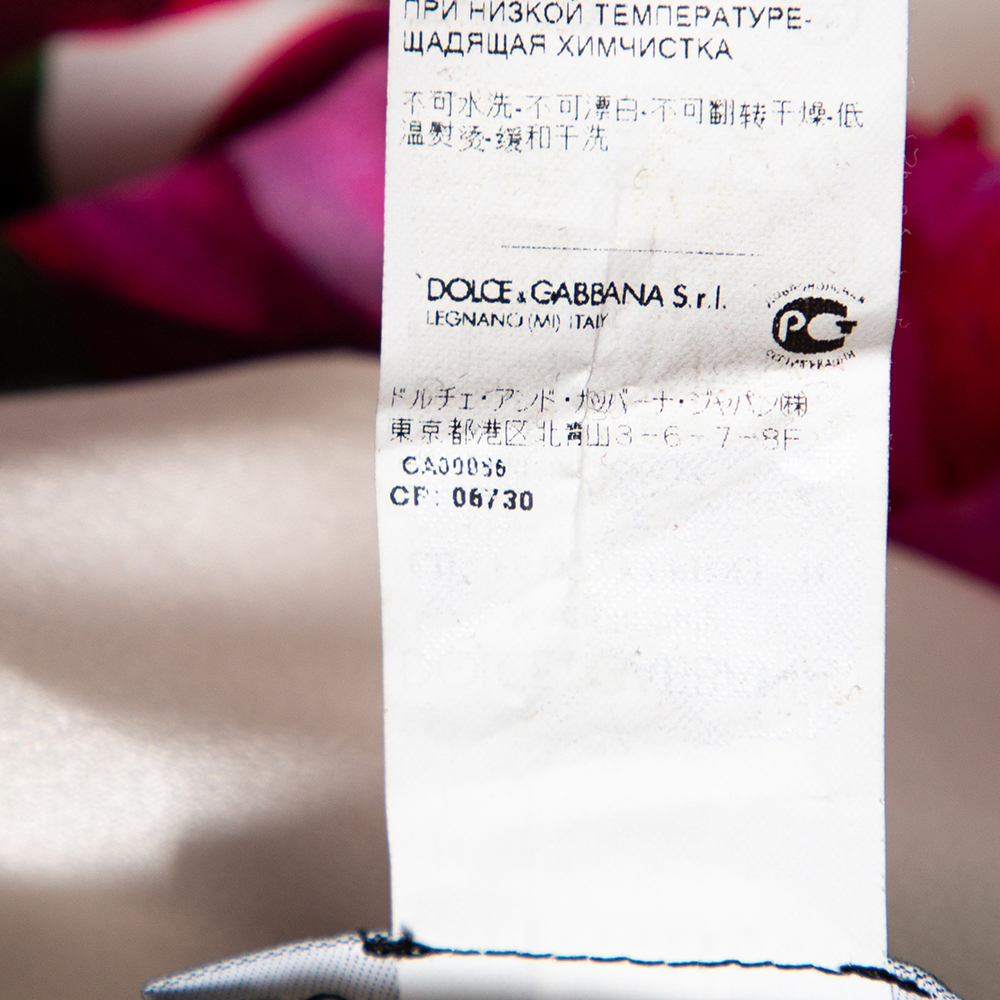 ПРИ НИЗКОЙ ТЕМПЕРАТУРЕ-
ЩАДЯЩАЯ ХИМЧИСТКА
不可水洗-不可漂白-不可翻转干燥-低
温熨烫-缓和干洗
DOLCE & GABBANA S.r.l.
LEGNANO (MI) ITALY
PCT
ドルチェ・アンド・ガッバーナ・ジャパン(株)
東京都港区北青山3-6-7-8F
CA00056
CP: 06730